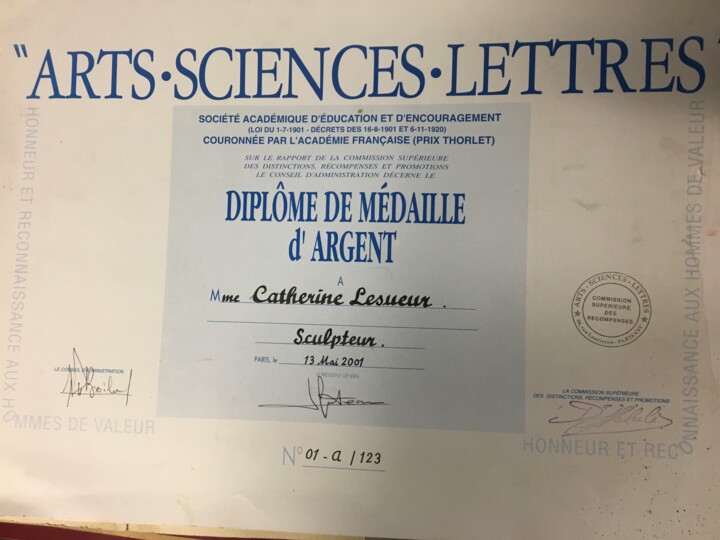 "ARTS·SCIENCES·LETTRES
SOCIÉTÉ ACADÉMIQUE D'ÉDUCATION ET D'ENCOURAGEMENT
(LOI DU 1-7-1901 - DÉCRETS DES 16-8-1901 ET 6-11-1920)
COURONNÉE PAR L'ACADÉMIE FRANÇAISE (PRIX THORLET)
SUR LE RAPPORT DE LA COMMISSION SUPÉRIEURE
DES DISTINCTIONS, RÉCOMPENSES ET PROMOTIONS
LE CONSEIL D'ADMINISTRATION DÉCERNE LE
DIPLÔME DE MÉDAILLE
d'ARGENT
A
Mme Catherine Lesueur.
Sculpteur.
PARIS, le 13 Mai 2001
LE PRÉSIDENT GÉNÉRAL
LE CONSEIL D'ADMINISTRATION
ARTS-SCIENCES-LETTRES
COMMISSION
SUPÉRIEURE
DES
RÉCOMPENSES
LA COMMISSION SUPÉRIEURE
DES DISTINCTIONS, RÉCOMPENSES ET PROMOTIONS
N° 01-a/123
HONNEUR ET RECONNAISSANCE AUX HOMMES DE VALEUR
HONNEUR ET RECONNAISSANCE AUX HOMMES DE VALEUR